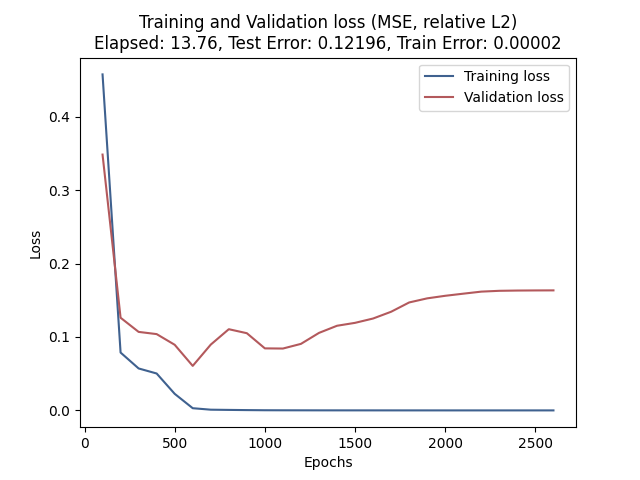 Training and Validation loss (MSE, relative L2)
Elapsed: 13.76, Test Error: 0.12196, Train Error: 0.00002
Training loss
Validation loss
0.4
0.3
0.2
0.1
0.0
Loss
0
500
1000
1500
2000
2500
Epochs